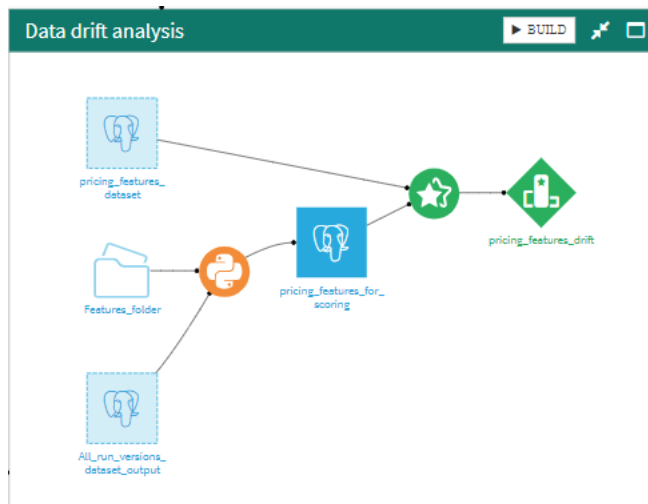 Data drift analysis
BUILD
pricing_features_
dataset
pricing_features_drift
pricing_features_for_
scoring
Features_folder
All_run_versions_
dataset_output